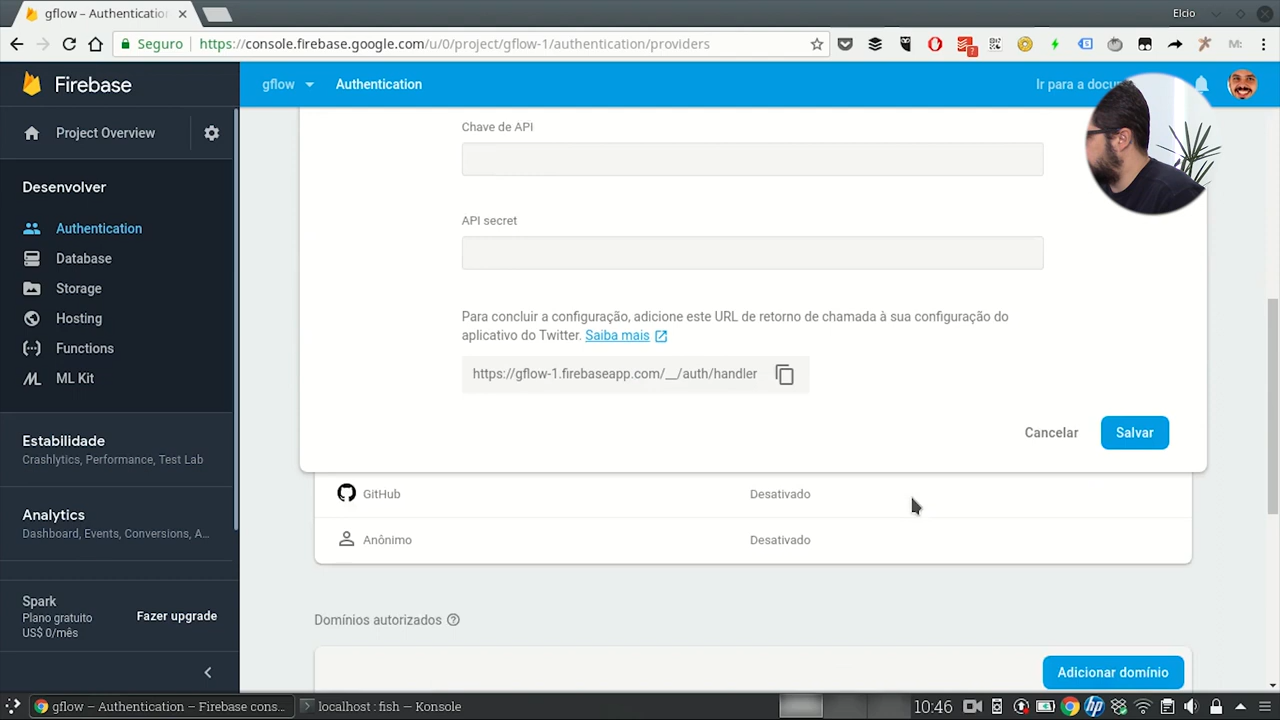 gflow – Authenticatio
Elcio
Seguro
https://console.firebase.google.com/u/0/project/gflow-1/authentication/providers
?
M:
Firebase
gflow
Authentication
Ir para a docu
Project Overview
Desenvolver
Authentication
Database
Storage
Hosting
Functions
ML Kit
Estabilidade
Crashlytics, Performance, Test Lab
Analytics
Dashboard, Events, Conversions, A...
Spark
Plano gratuito
US$ 0/mês
Fazer upgrade
Chave de API
API secret
Para concluir a configuração, adicione este URL de retorno de chamada à sua configuração do
aplicativo do Twitter. Saiba mais
https://gflow-1.firebaseapp.com/__/auth/handler
Cancelar
Salvar
GitHub
Desativado
Anônimo
Desativado
Domínios autorizados
Adicionar domínio
gflow – Authentication – Firebase cons...
localhost : fish — Konsole
10:46